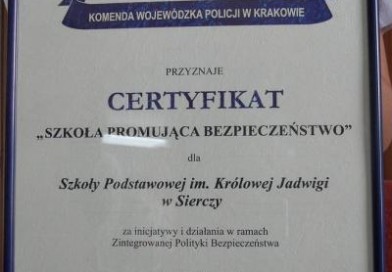 KOMENDA WOJEWÓDZKA POLICJI W KRAKOWIE
PRZYZNAJE
CERTYFIKAT
„SZKOŁA PROMUJĄCA BEZPIECZEŃSTWO”
dla
Szkoły Podstawowej im. Królowej Jadwigi
w Sierczy
za inicjatywy i działania w ramach
Zintegrowanej Polityki Bezpieczeństwa